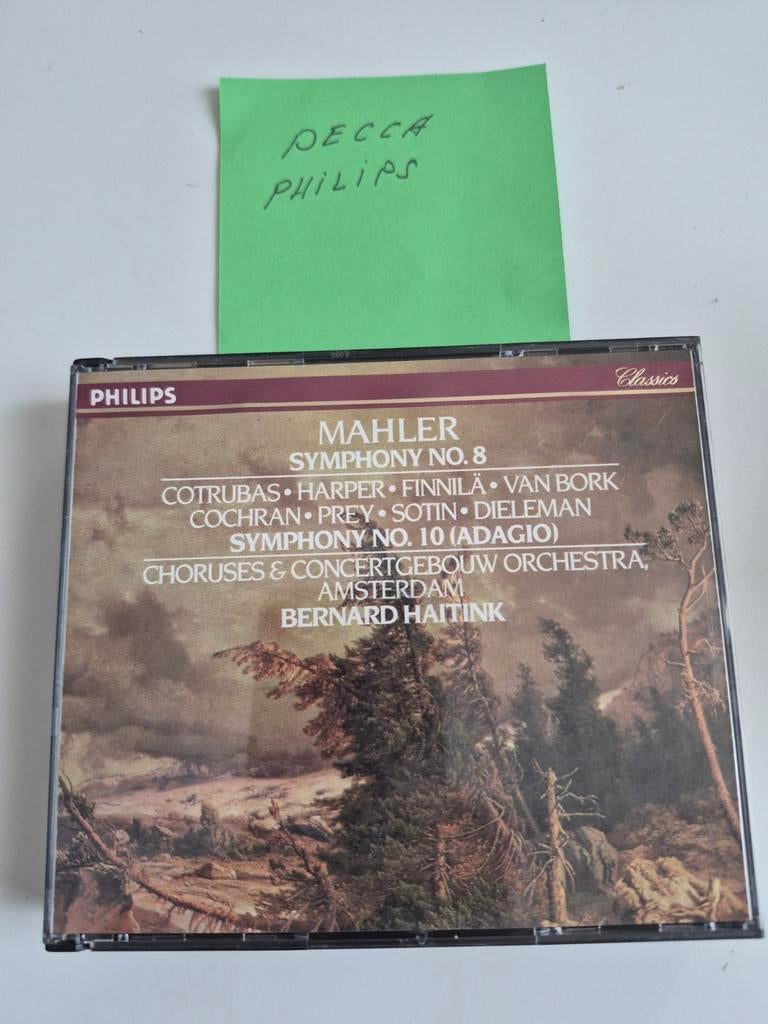 DECCA
PHiLiPS
PHILIPS Classics
MAHLER
SYMPHONY NO. 8
COTRUBAS • HARPER • FINNILÄ • VAN BORK
COCHRAN • PREY • SOTIN • DIELEMAN
SYMPHONY NO. 10 (ADAGIO)
CHORUSES & CONCERTGEBOUW ORCHESTRA,
AMSTERDAM
BERNARD HAITINK